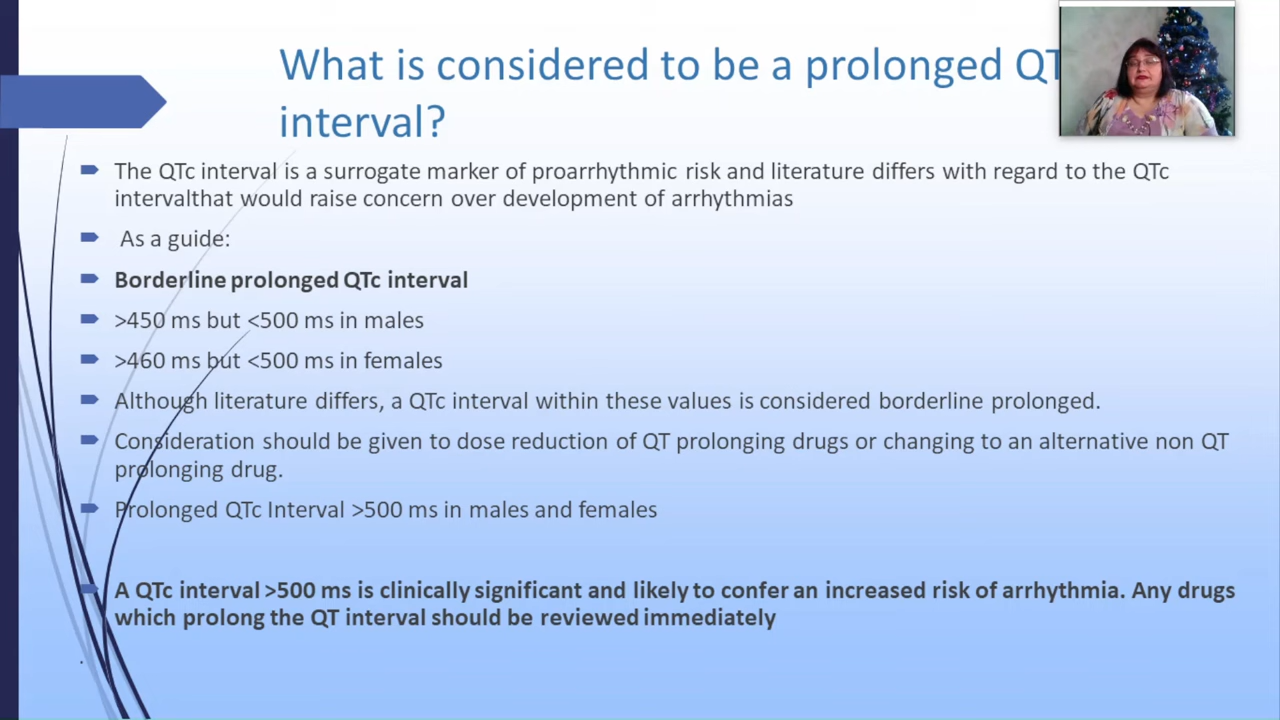 What is considered to be a prolonged QT
interval?
The QTc interval is a surrogate marker of proarrhythmic risk and literature differs with regard to the QTc
intervalthat would raise concern over development of arrhythmias
As a guide:
Borderline prolonged QTc interval
>450 ms but <500 ms in males
>460 ms but <500 ms in females
Although literature differs, a QTc interval within these values is considered borderline prolonged.
Consideration should be given to dose reduction of QT prolonging drugs or changing to an alternative non QT
prolonging drug.
Prolonged QTc Interval >500 ms in males and females
A QTc interval >500 ms is clinically significant and likely to confer an increased risk of arrhythmia. Any drugs
which prolong the QT interval should be reviewed immediately
.